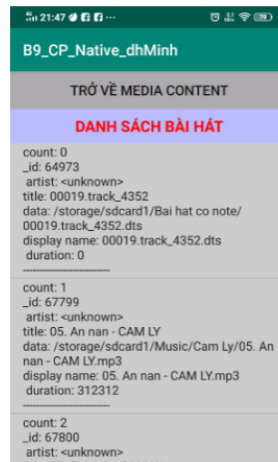 21:47
B9_CP_Native_dhMinh
TRỞ VỀ MEDIA CONTENT
DANH SÁCH BÀI HÁT
count: 0
_id: 64973
artist: <unknown>
title: 00019.track_4352
data: /storage/sdcard1/Bai hat co note/
00019.track_4352.dts
display name: 00019.track_4352.dts
duration: 0
----------------------------
count: 1
_id: 67799
artist: <unknown>
title: 05. An nan - CAM LY
data: /storage/sdcard1/Music/Cam Ly/05. An
nan - CAM LY.mp3
display name: 05. An nan - CAM LY.mp3
duration: 312312
----------------------------
count: 2
_id: 67800
artist: <unknown>